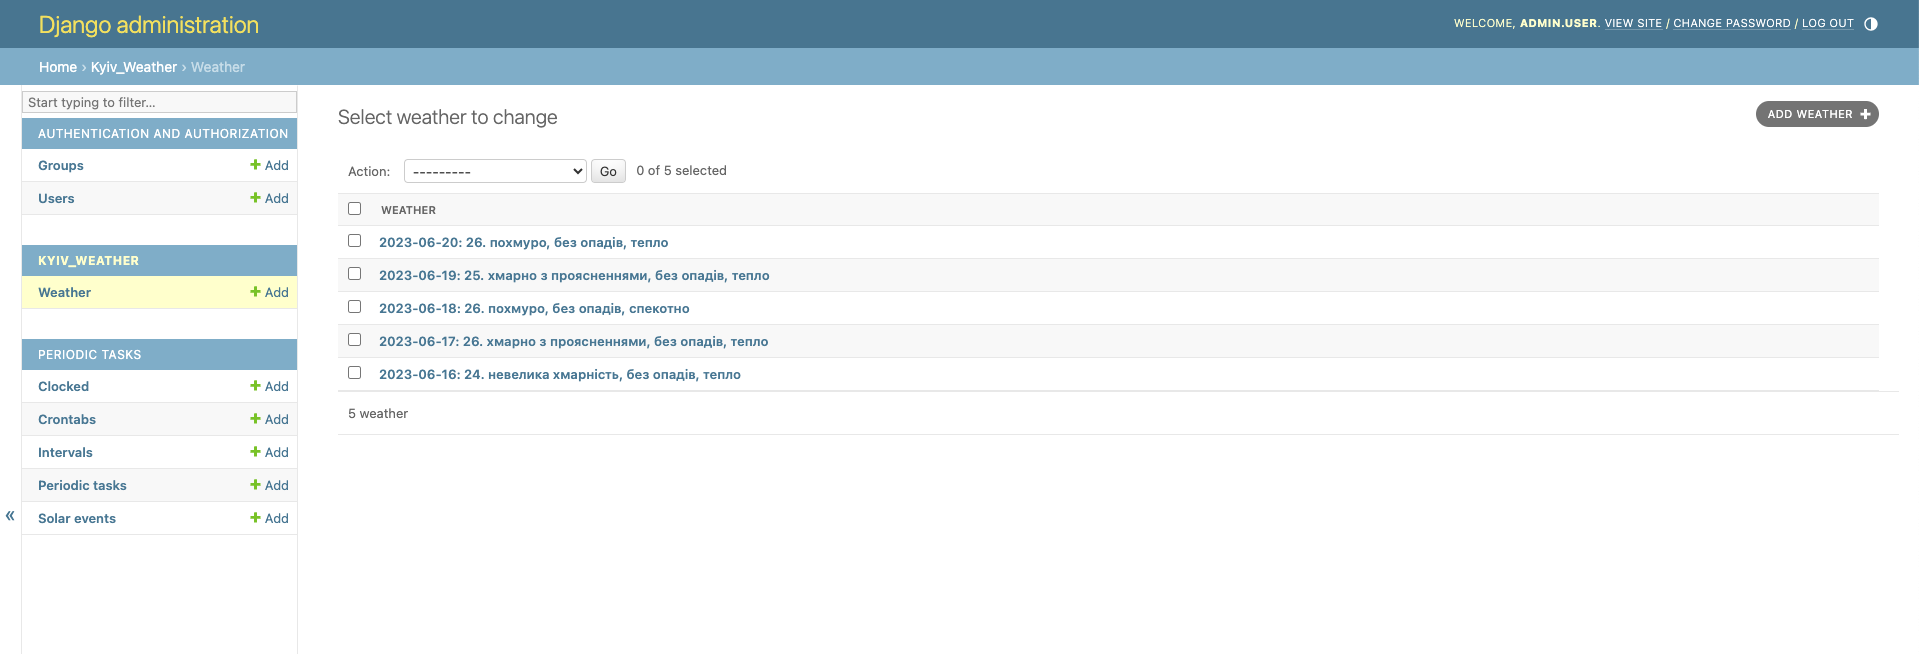 Django administration
WELCOME, ADMIN.USER. VIEW SITE / CHANGE PASSWORD / LOG OUT
Home › Kyiv_Weather › Weather
Start typing to filter...
AUTHENTICATION AND AUTHORIZATION
Groups + Add
Users + Add
KYIV_WEATHER
Weather + Add
PERIODIC TASKS
Clocked + Add
Crontabs + Add
Intervals + Add
Periodic tasks + Add
Solar events + Add
«
Select weather to change
ADD WEATHER +
Action: --------- Go 0 of 5 selected
WEATHER
2023-06-20: 26. похмуро, без опадів, тепло
2023-06-19: 25. хмарно з проясненнями, без опадів, тепло
2023-06-18: 26. похмуро, без опадів, спекотно
2023-06-17: 26. хмарно з проясненнями, без опадів, тепло
2023-06-16: 24. невелика хмарність, без опадів, тепло
5 weather